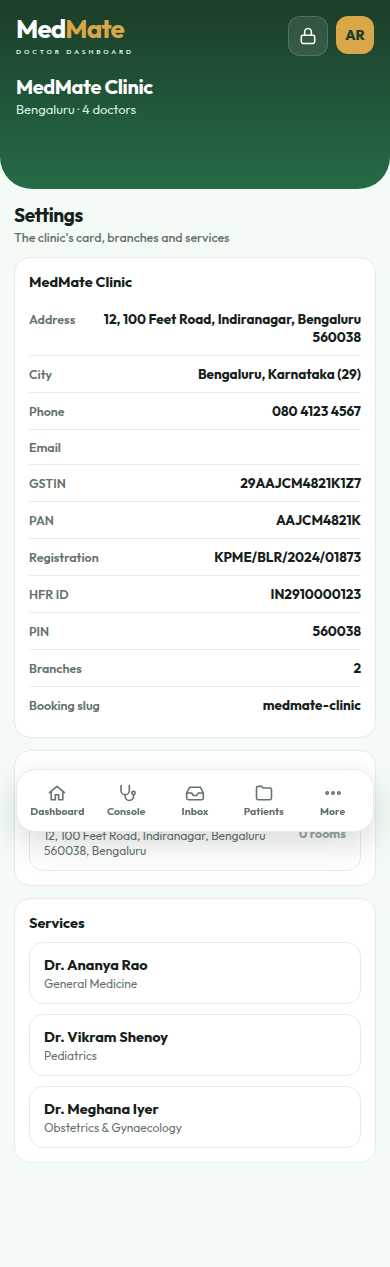 MedMate
DOCTOR DASHBOARD
AR
MedMate Clinic
Bengaluru · 4 doctors
Settings
The clinic's card, branches and services
MedMate Clinic
Address 12, 100 Feet Road, Indiranagar, Bengaluru
560038
City Bengaluru, Karnataka (29)
Phone 080 4123 4567
Email
GSTIN 29AAJCM4821K1Z7
PAN AAJCM4821K
Registration KPME/BLR/2024/01873
HFR ID IN2910000123
PIN 560038
Branches 2
Booking slug medmate-clinic
Dashboard Console Inbox Patients More
12, 100 Feet Road, Indiranagar, Bengaluru 0 rooms
560038, Bengaluru
Services
Dr. Ananya Rao
General Medicine
Dr. Vikram Shenoy
Pediatrics
Dr. Meghana Iyer
Obstetrics & Gynaecology